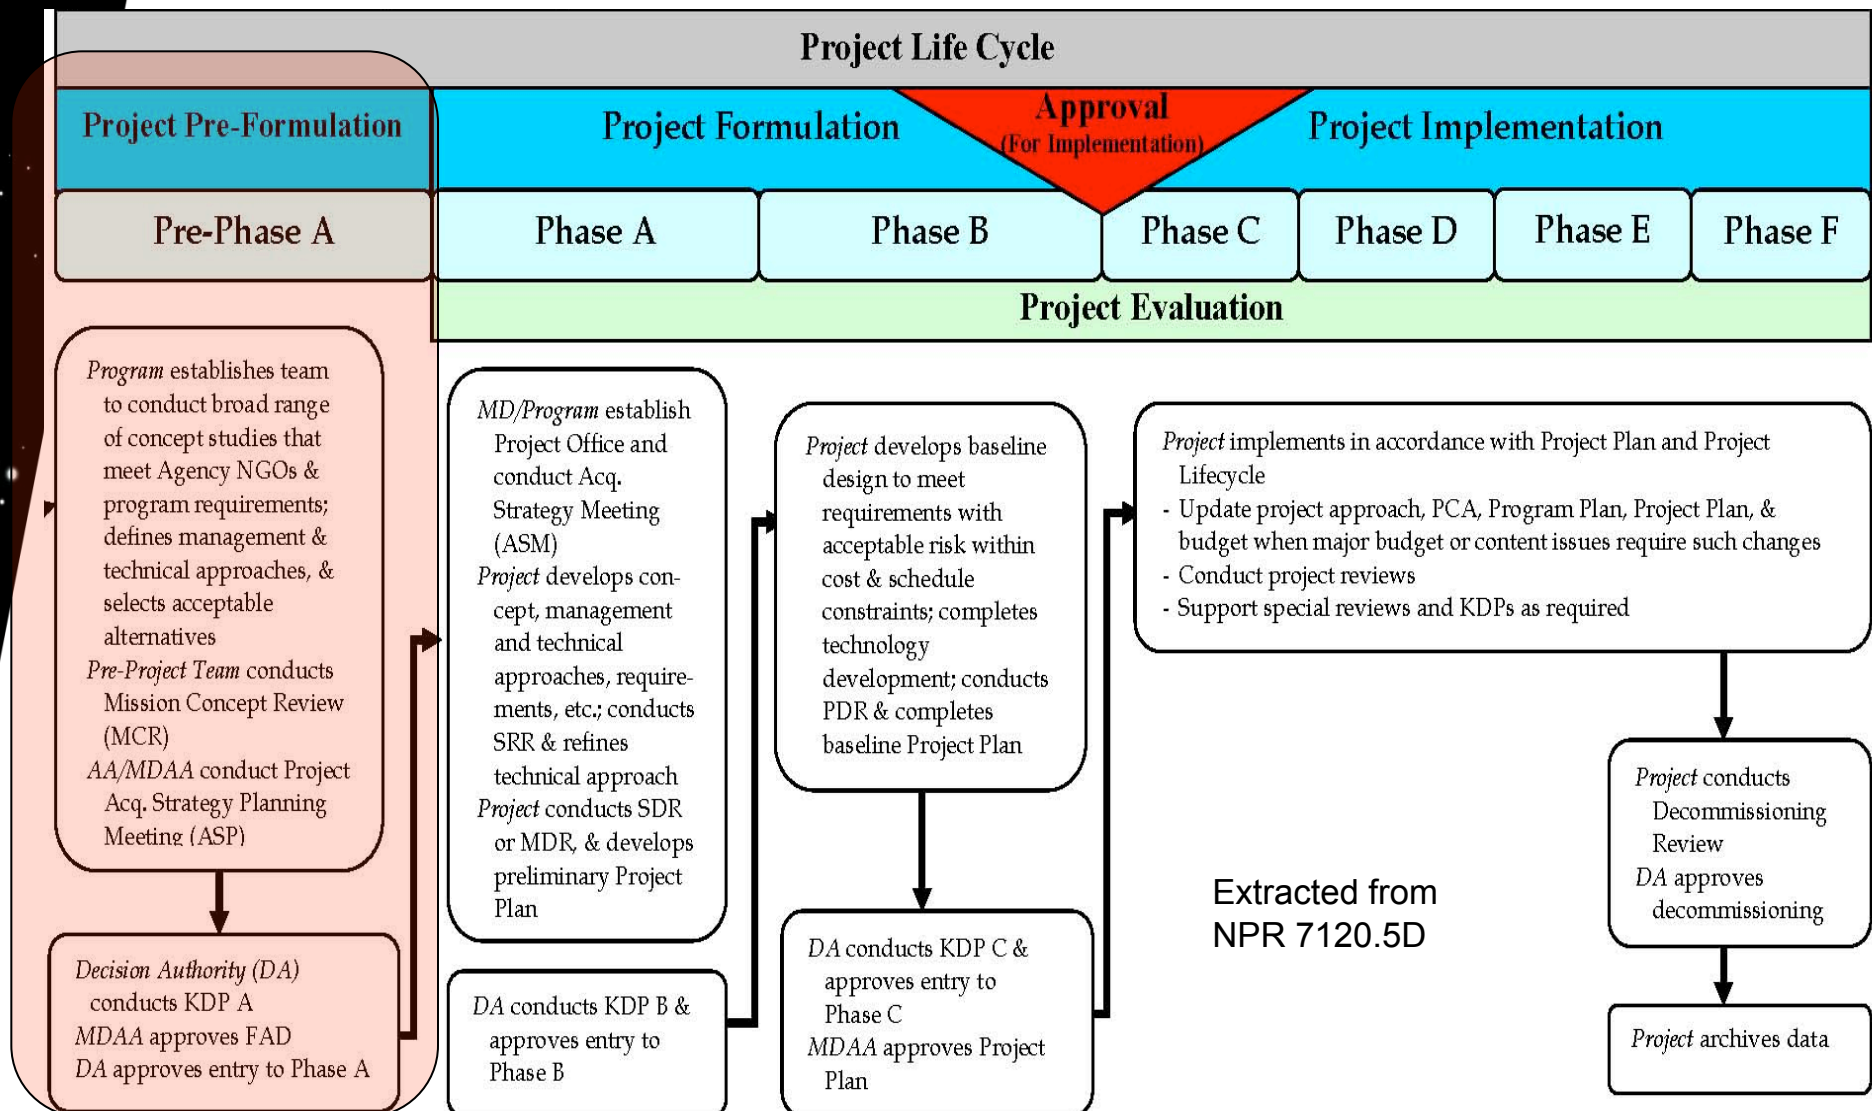 Project Life Cycle
Project Pre-Formulation
Project Formulation
Approval
(For Implementation)
Project Implementation
Pre-Phase A
Phase A
Phase B
Phase C
Phase D
Phase E
Phase F
Project Evaluation
Program establishes team
to conduct broad range
of concept studies that
meet Agency NGOs &
program requirements;
defines management &
technical approaches, &
selects acceptable
alternatives
Pre-Project Team conducts
Mission Concept Review
(MCR)
AA/MDAA conduct Project
Acq. Strategy Planning
Meeting (ASP)
Decision Authority (DA)
conducts KDP A
MDAA approves FAD
DA approves entry to Phase A
MD/Program establish
Project Office and
conduct Acq.
Strategy Meeting
(ASM)
Project develops con-
cept, management
and technical
approaches, require-
ments, etc.; conducts
SRR & refines
technical approach
Project conducts SDR
or MDR, & develops
preliminary Project
Plan
DA conducts KDP B &
approves entry to
Phase B
Project develops baseline
design to meet
requirements with
acceptable risk within
cost & schedule
constraints; completes
technology
development; conducts
PDR & completes
baseline Project Plan
DA conducts KDP C &
approves entry to
Phase C
MDAA approves Project
Plan
Project implements in accordance with Project Plan and Project
Lifecycle
- Update project approach, PCA, Program Plan, Project Plan, &
budget when major budget or content issues require such changes
- Conduct project reviews
- Support special reviews and KDPs as required
Project conducts
Decommissioning
Review
DA approves
decommissioning
Project archives data
Extracted from
NPR 7120.5D